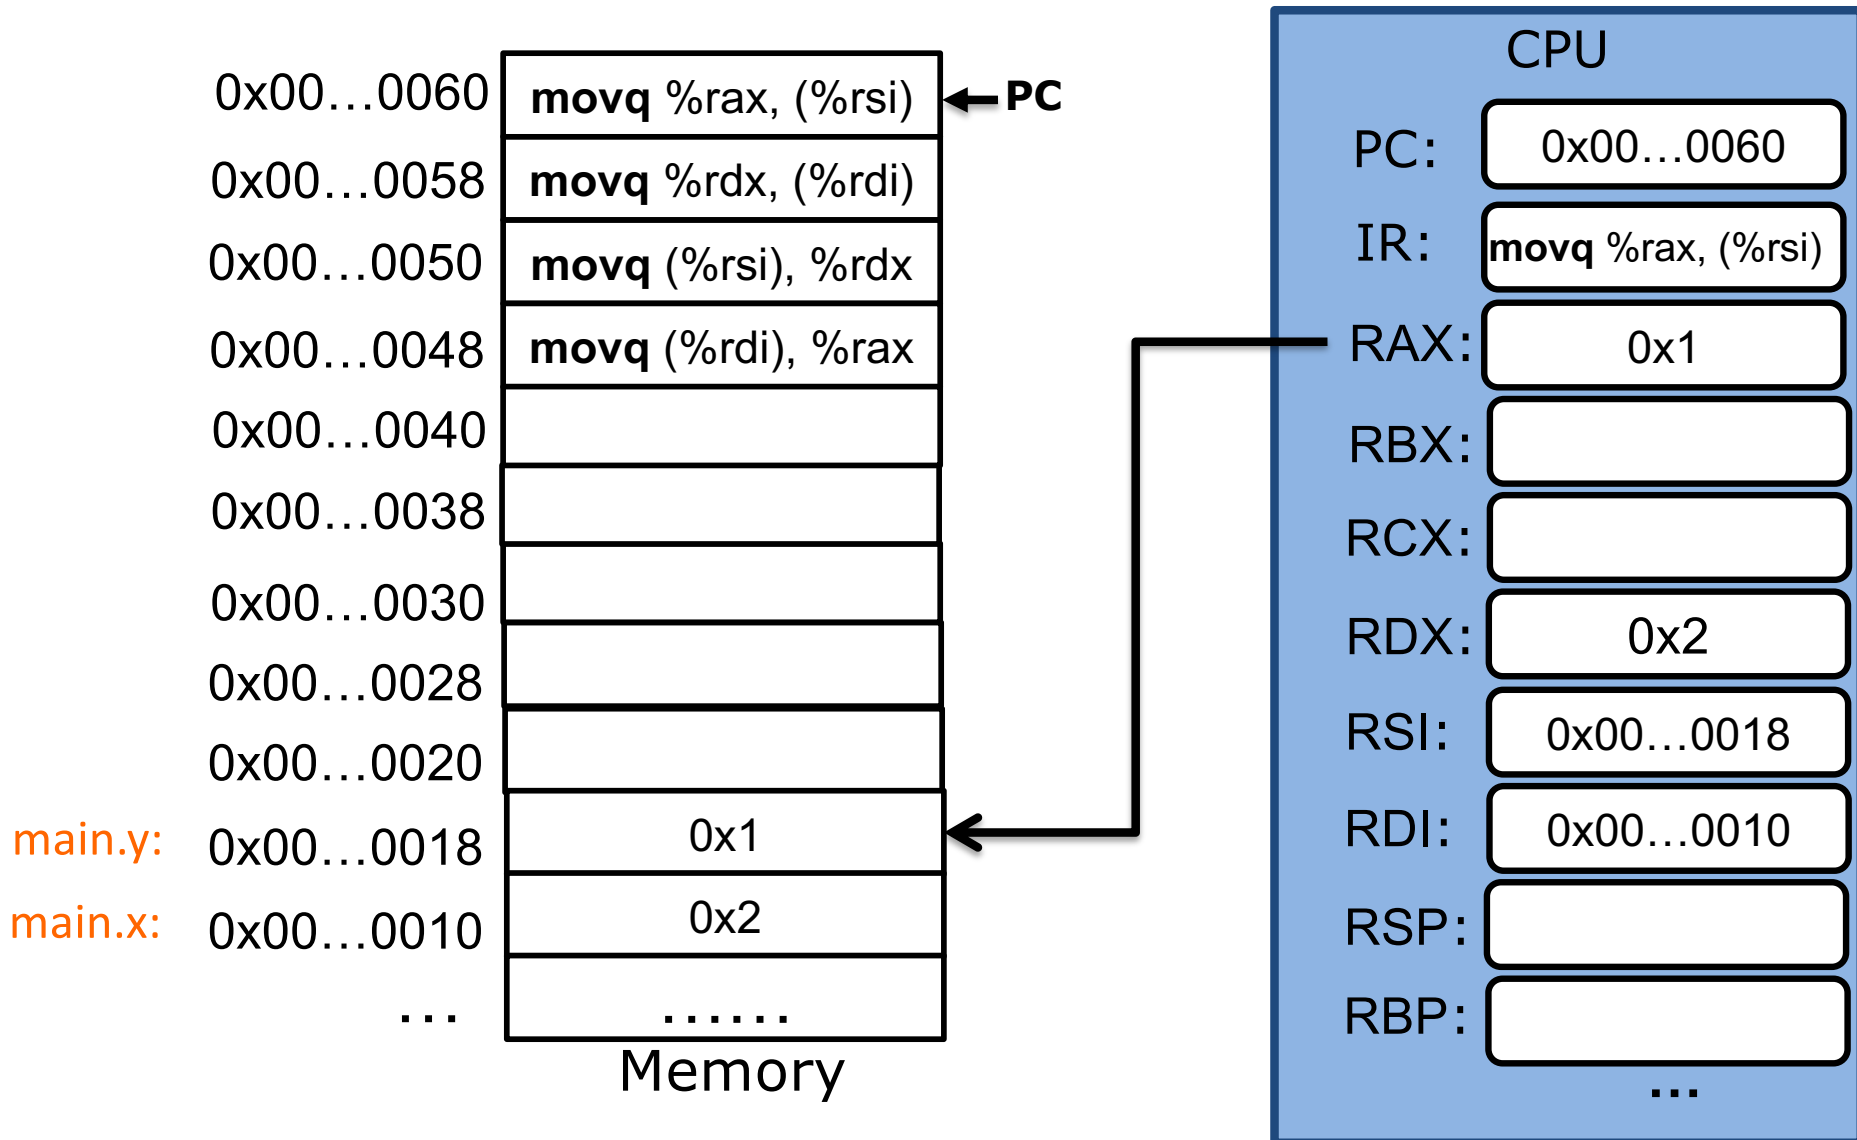 0x00…0060 movq %rax, (%rsi) PC
0x00…0058 movq %rdx, (%rdi)
0x00…0050 movq (%rsi), %rdx
0x00…0048 movq (%rdi), %rax
0x00…0040
0x00…0038
0x00…0030
0x00…0028
0x00…0020
main.y: 0x00…0018 0x1
main.x: 0x00…0010 0x2
… ……
Memory
CPU
PC: 0x00…0060
IR: movq %rax, (%rsi)
RAX: 0x1
RBX:
RCX:
RDX: 0x2
RSI: 0x00…0018
RDI: 0x00…0010
RSP:
RBP:
…